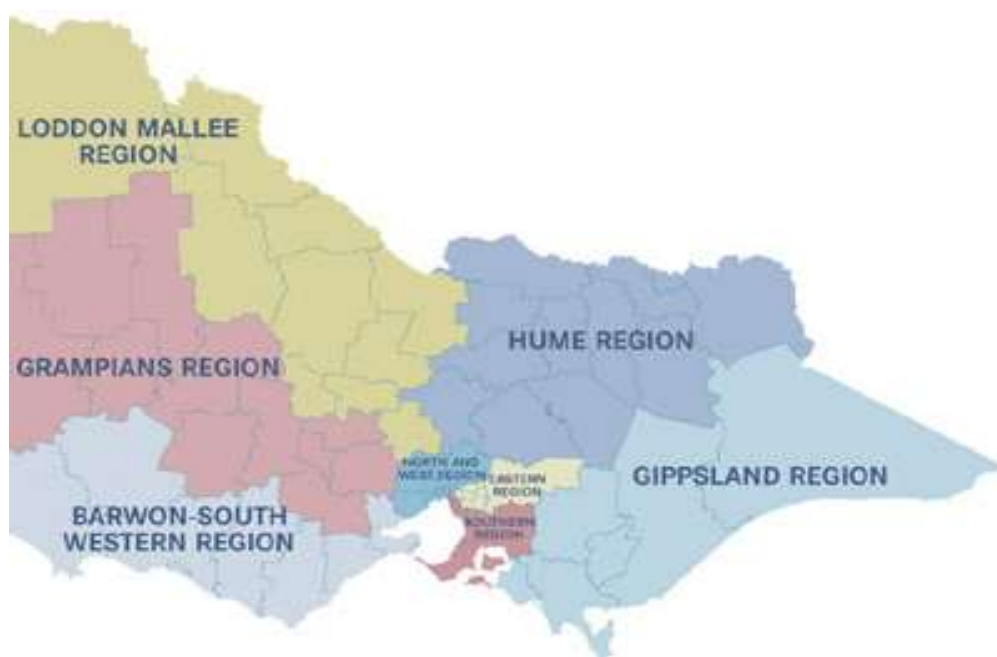 LODDON MALLEE
REGION
HUME REGION
GRAMPIANS REGION
NORTH AND
WEST REGION
EASTERN
REGION
GIPPSLAND REGION
BARWON-SOUTH
WESTERN REGION
SOUTHERN
REGION